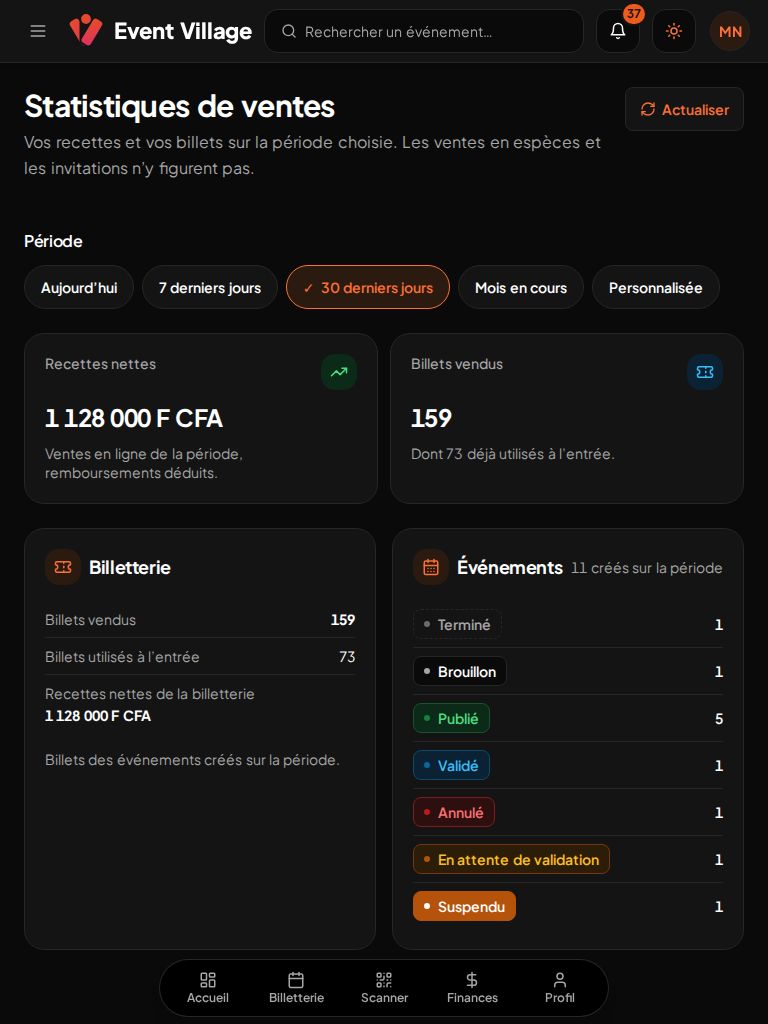 Event Village
Rechercher un événement…
37
MN
Statistiques de ventes
Actualiser
Vos recettes et vos billets sur la période choisie. Les ventes en espèces et
les invitations n’y figurent pas.
Période
Aujourd’hui
7 derniers jours
✓ 30 derniers jours
Mois en cours
Personnalisée
Recettes nettes
1 128 000 F CFA
Ventes en ligne de la période,
remboursements déduits.
Billets vendus
159
Dont 73 déjà utilisés à l’entrée.
Billetterie
Billets vendus 159
Billets utilisés à l’entrée 73
Recettes nettes de la billetterie
1 128 000 F CFA
Billets des événements créés sur la période.
Événements 11 créés sur la période
Terminé 1
Brouillon 1
Publié 5
Validé 1
Annulé 1
En attente de validation 1
Suspendu 1
Accueil
Billetterie
Scanner
Finances
Profil